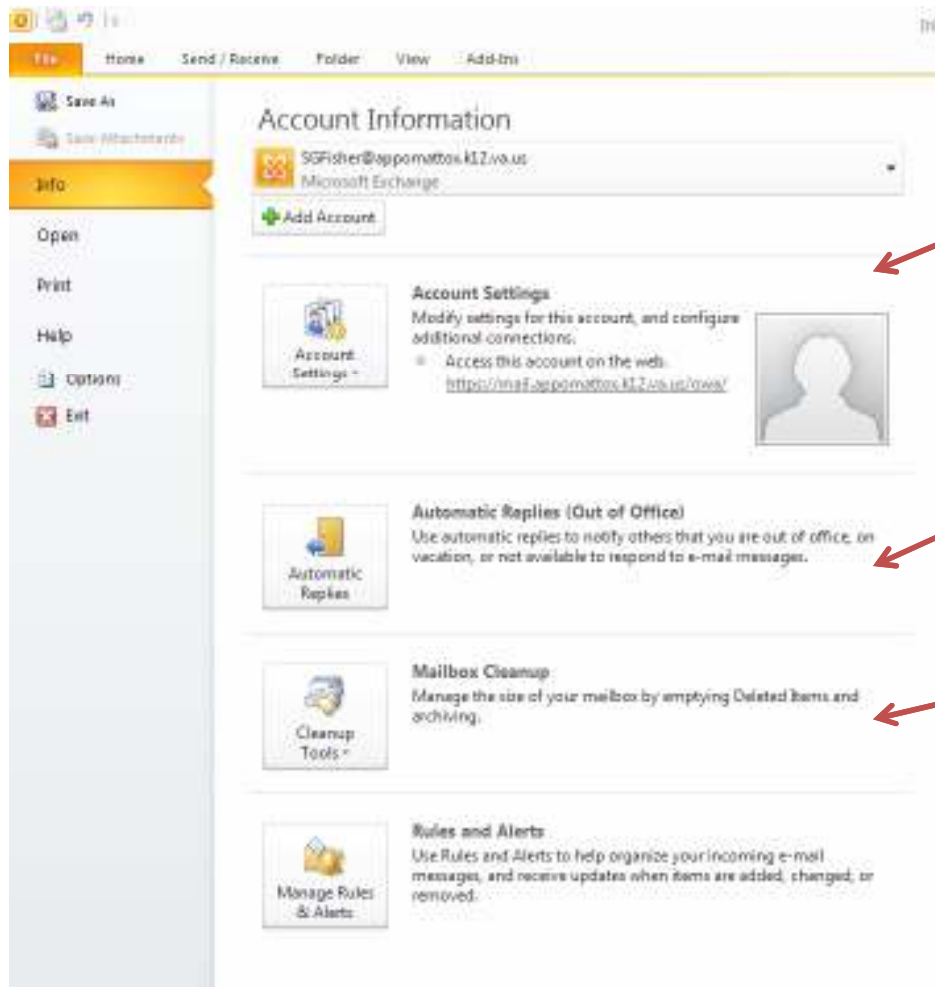 File Home Send / Receive Folder View Add-Ins
Save As
Save Attachments
Info
Open
Print
Help
Options
Exit
Account Information
SGFisher@appomattox.k12.va.us
Microsoft Exchange
Add Account
Account
Settings
Account Settings
Modify settings for this account, and configure
additional connections.
Access this account on the web.
https://mail.appomattox.k12.va.us/owa/
Automatic
Replies
Automatic Replies (Out of Office)
Use automatic replies to notify others that you are out of office, on
vacation, or not available to respond to e-mail messages.
Cleanup
Tools
Mailbox Cleanup
Manage the size of your mailbox by emptying Deleted Items and
archiving.
Manage Rules
& Alerts
Rules and Alerts
Use Rules and Alerts to help organize your incoming e-mail
messages, and receive updates when items are added, changed, or
removed.